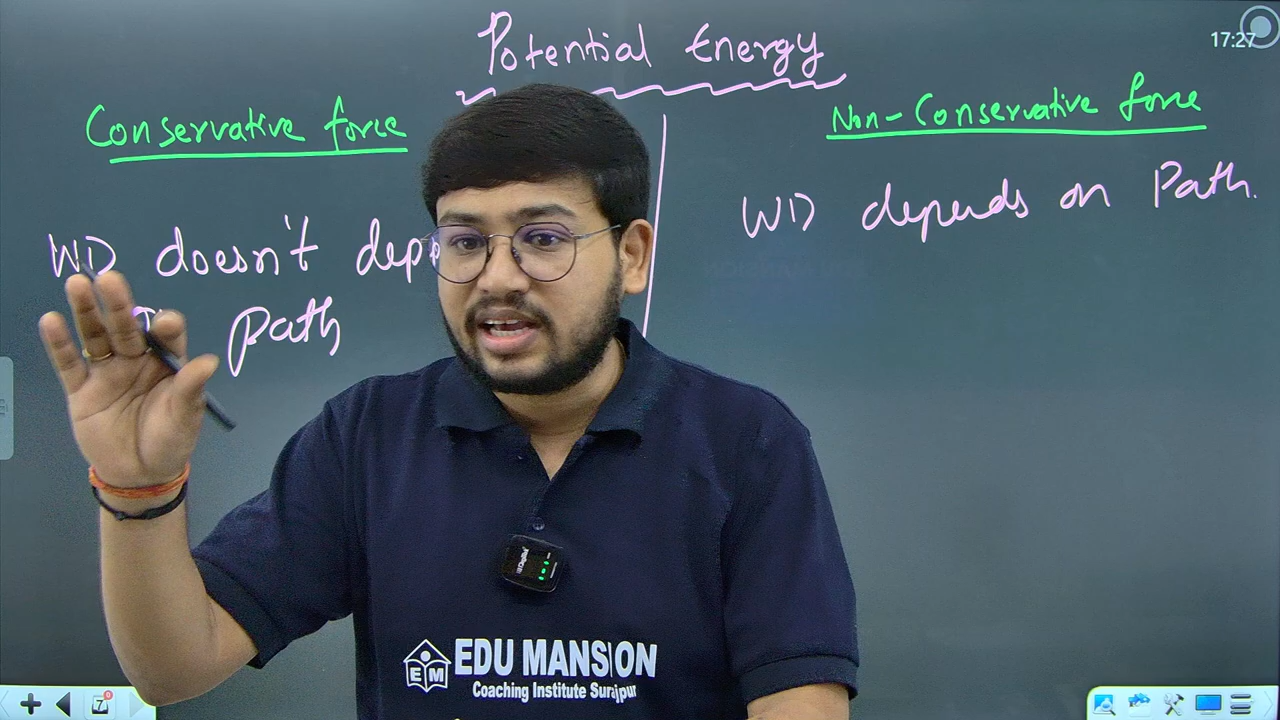 Potential Energy
17:27
Conservative force
Non-Conservative force
WD doesn't
path
WD depends on Path.
EDU MANSION
EM
Coaching Institute Surajpur